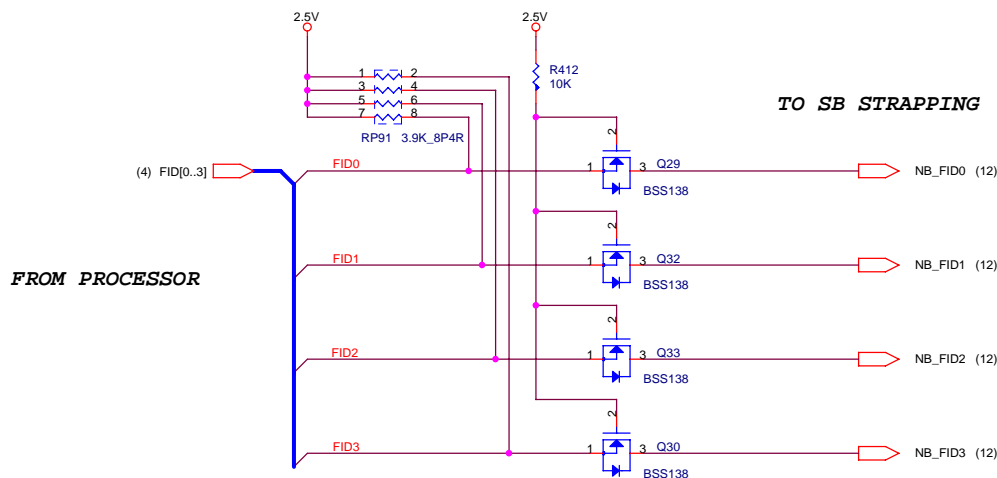 2.5V 2.5V
R412
10K
1 2
3 4
5 6
7 8
RP91 3.9K_8P4R
TO SB STRAPPING
2
(4) FID[0..3] FID0 1 3 Q29 NB_FID0 (12)
BSS138
2
FROM PROCESSOR
FID1 1 3 Q32 NB_FID1 (12)
BSS138
2
FID2 1 3 Q33 NB_FID2 (12)
BSS138
2
FID3 1 3 Q30 NB_FID3 (12)
BSS138